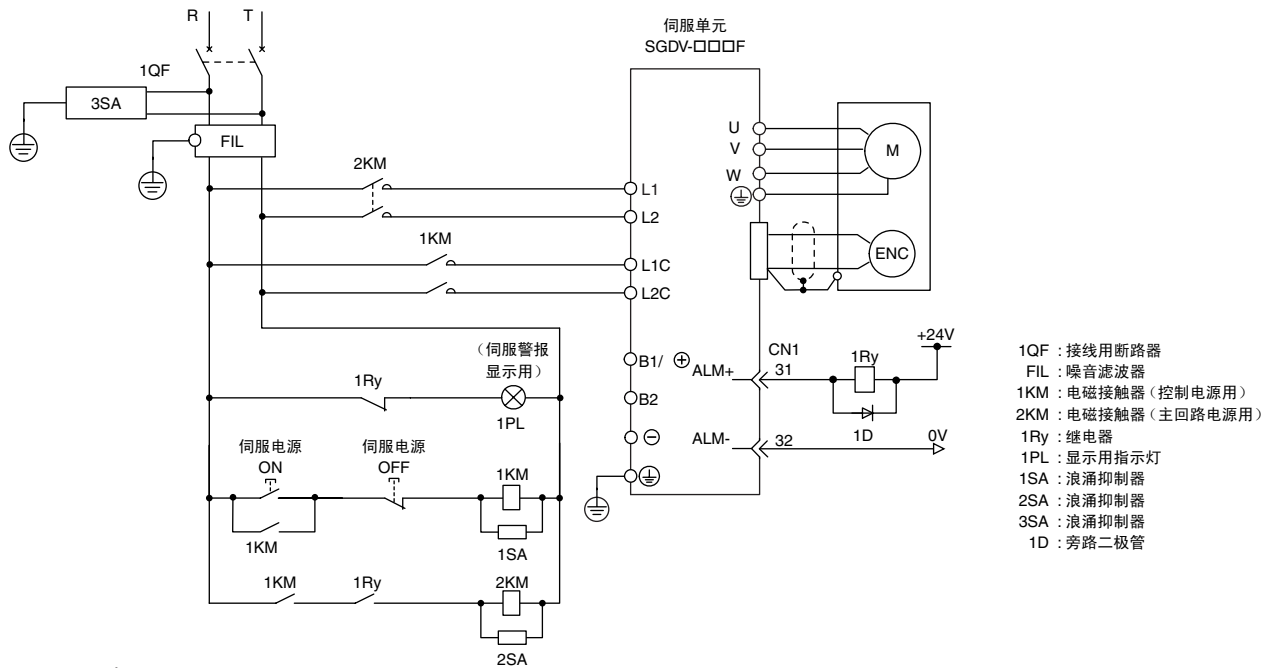 R
T
1QF
3SA
FIL
2KM
1KM
伺服单元
SGDV-□□□F
L1
L2
L1C
L2C
B1/ ⊕
B2
⊖
U
V
W
M
ENC
ALM+
ALM-
CN1
31
32
1Ry
1D
+24V
0V
(伺服警报
显示用)
1Ry
1PL
伺服电源
ON
伺服电源
OFF
1KM
1KM
1SA
1KM
1Ry
2KM
2SA
1QF : 接线用断路器
FIL : 噪音滤波器
1KM : 电磁接触器(控制电源用)
2KM : 电磁接触器(主回路电源用)
1Ry : 继电器
1PL : 显示用指示灯
1SA : 浪涌抑制器
2SA : 浪涌抑制器
3SA : 浪涌抑制器
1D : 旁路二极管